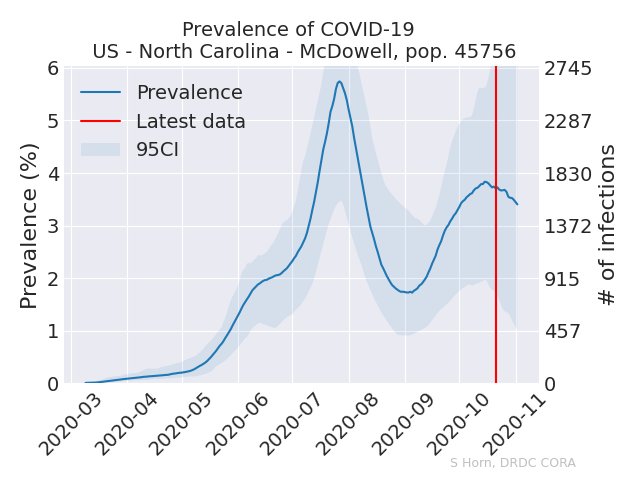 Prevalence of COVID-19
US - North Carolina - McDowell, pop. 45756
Prevalence
Latest data
95CI
Prevalence (%)
6
5
4
3
2
1
0
2745
2287
1830
1372
915
457
0
# of infections
2020-03
2020-04
2020-05
2020-06
2020-07
2020-08
2020-09
2020-10
2020-11
S Horn, DRDC CORA